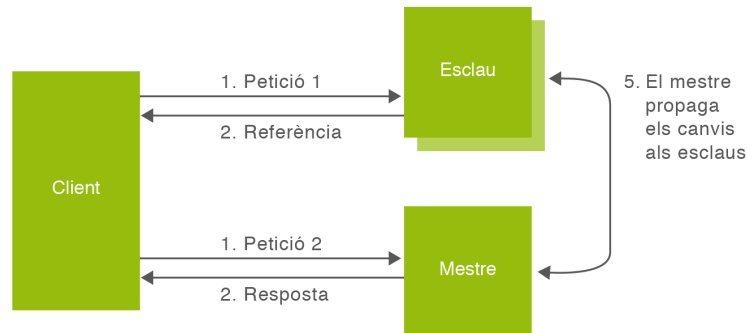 Esclau
1. Petició 1
2. Referència
5. El mestre
propaga
els canvis
als esclaus
Client
1. Petició 2
2. Resposta
Mestre